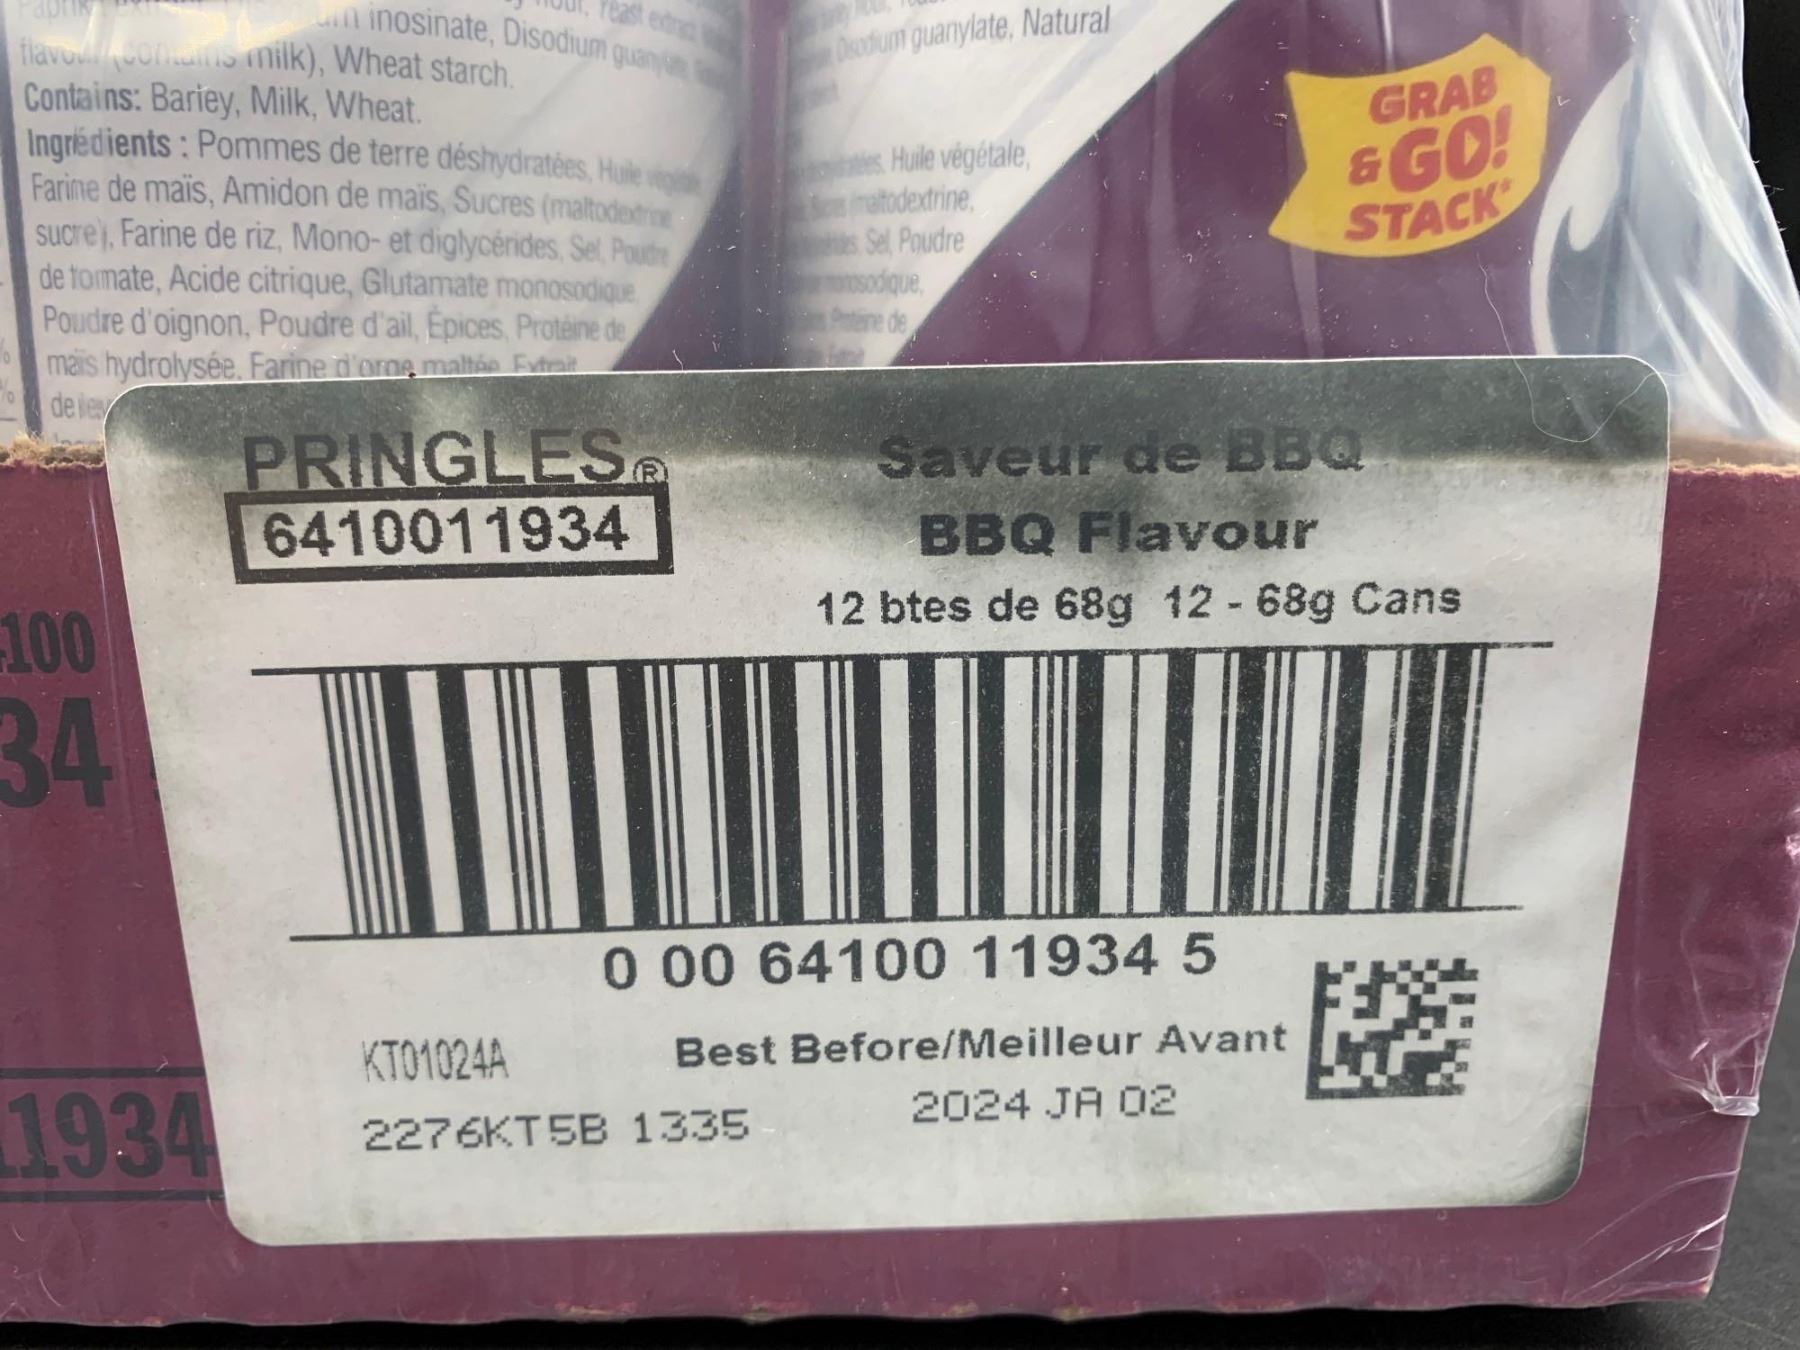 inosinate, Disodium
milk), Wheat starch.
Contains: Barley, Milk, Wheat.
Ingrédients : Pommes de terre déshydratées, Huile
Farine de maïs, Amidon de maïs, Sucres (maltodextrine
sucre), Farine de riz, Mono- et diglycérides, Sel, Poudre
de tomate, Acide citrique, Glutamate monosodique,
Poudre d'oignon, Poudre d'ail, Épices, Protéine de
maïs hydrolysée, Farine d'orge maltée, Extrait
Disodium guanylate, Natural
Huile végétale,
maltodextrine,
Sel, Poudre
monosodique,
Protéine de
GRAB
& GO!
STACK*
100
34
11934
PRINGLES®
6410011934
Saveur de BBQ
BBQ Flavour
12 btes de 68g 12 - 68g Cans
0 00 64100 11934 5
KT01024A
Best Before/Meilleur Avant
2276KT5B 1335
2024 JA 02